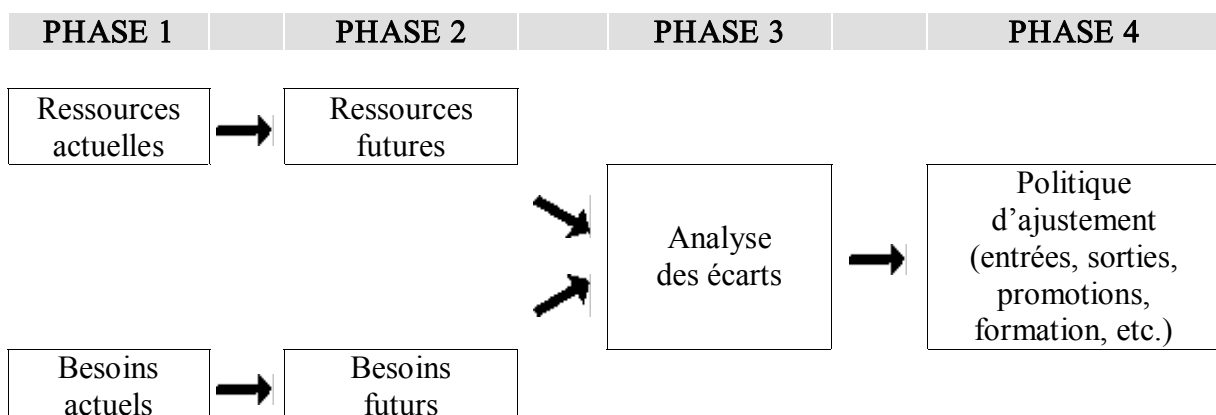 PHASE 1 PHASE 2 PHASE 3 PHASE 4
Ressources
actuelles
Ressources
futures
Besoins
actuels
Besoins
futurs
Analyse
des écarts
Politique
d’ajustement
(entrées, sorties,
promotions,
formation, etc.)